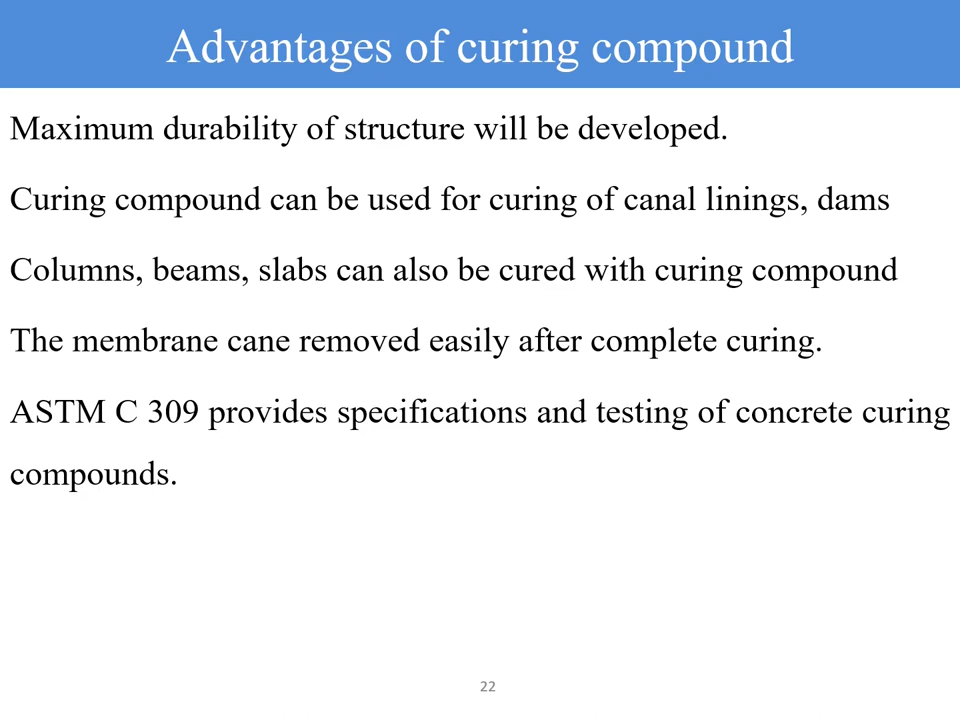 Advantages of curing compound
Maximum durability of structure will be developed.
Curing compound can be used for curing of canal linings, dams
Columns, beams, slabs can also be cured with curing compound
The membrane cane removed easily after complete curing.
ASTM C 309 provides specifications and testing of concrete curing
compounds.
22